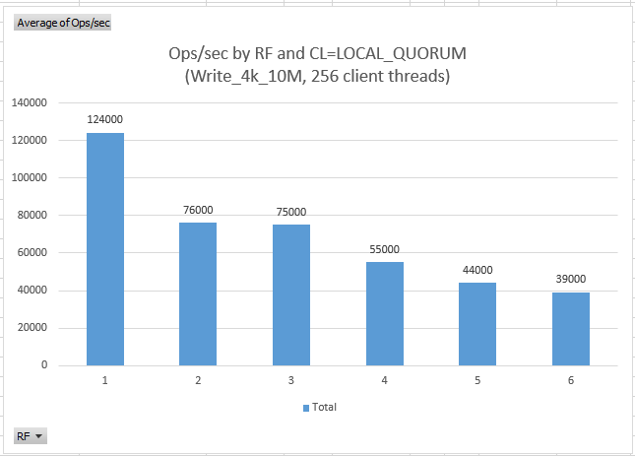 Average of Ops/sec
Ops/sec by RF and CL=LOCAL_QUORUM
(Write_4k_10M, 256 client threads)
140000
120000
100000
80000
60000
40000
20000
0
124000
76000
75000
55000
44000
39000
1 2 3 4 5 6
Total
RF